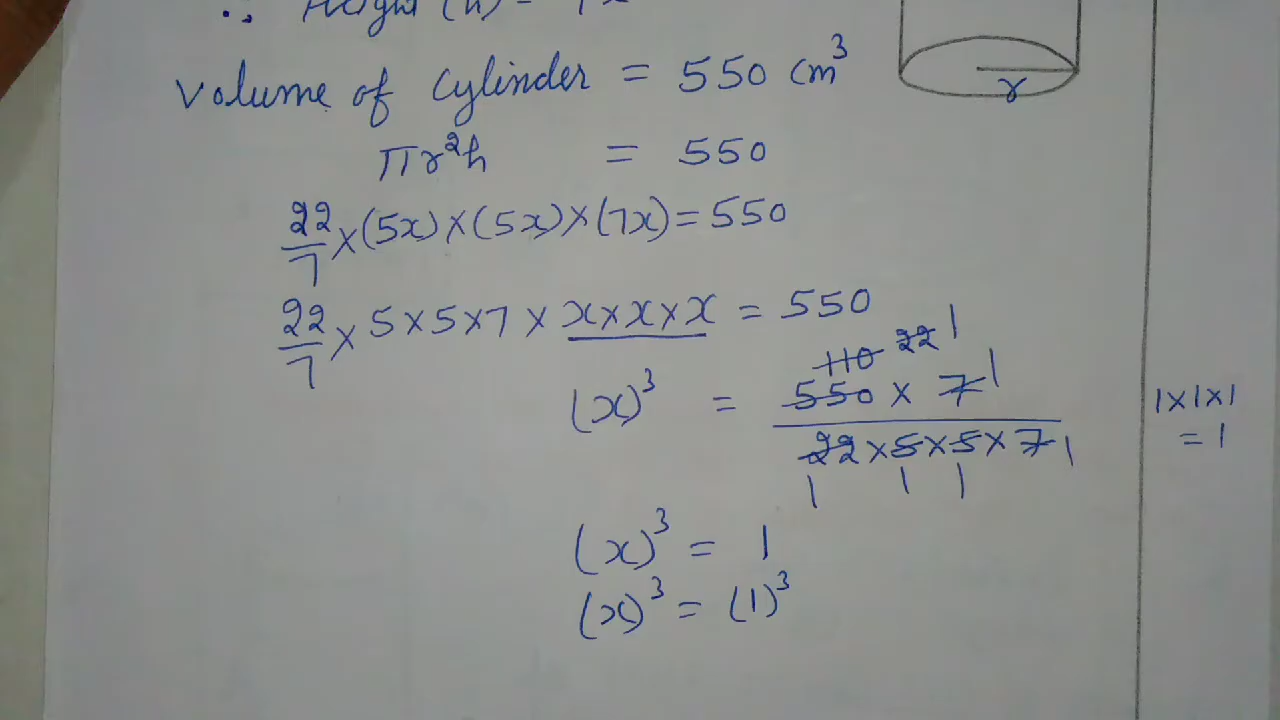 ∴ Height (h) = 7x
Volume of Cylinder = 550 cm³
r
πr²h = 550
22/7 × (5x) × (5x) × (7x) = 550
22/7 × 5 × 5 × 7 × x × x × x = 550
110 22 1
(x)³ = 550 × 7 1
22 × 5 × 5 × 7 1
1 1 1
1×1×1
= 1
(x)³ = 1
(x)³ = (1)³